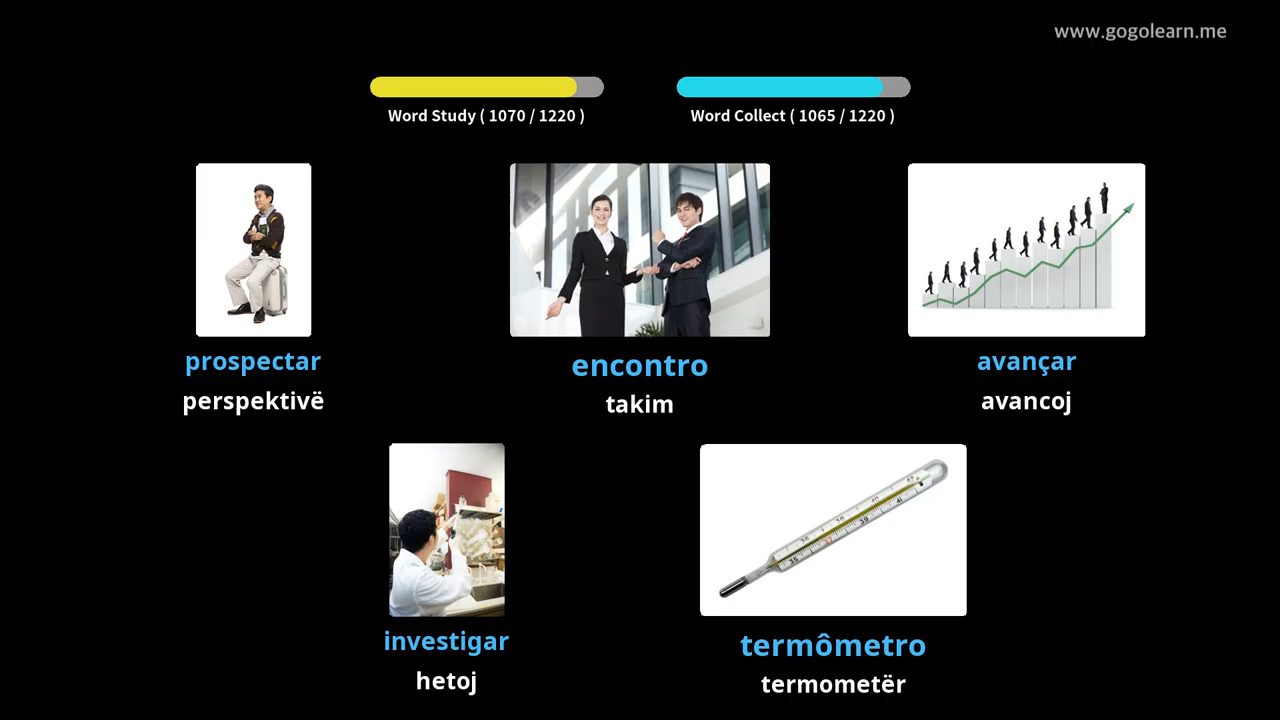 www.gogolearn.me
Word Study ( 1070 / 1220 )
Word Collect ( 1065 / 1220 )
prospectar
perspektivë
encontro
takim
avançar
avancoj
investigar
hetoj
termômetro
termometër